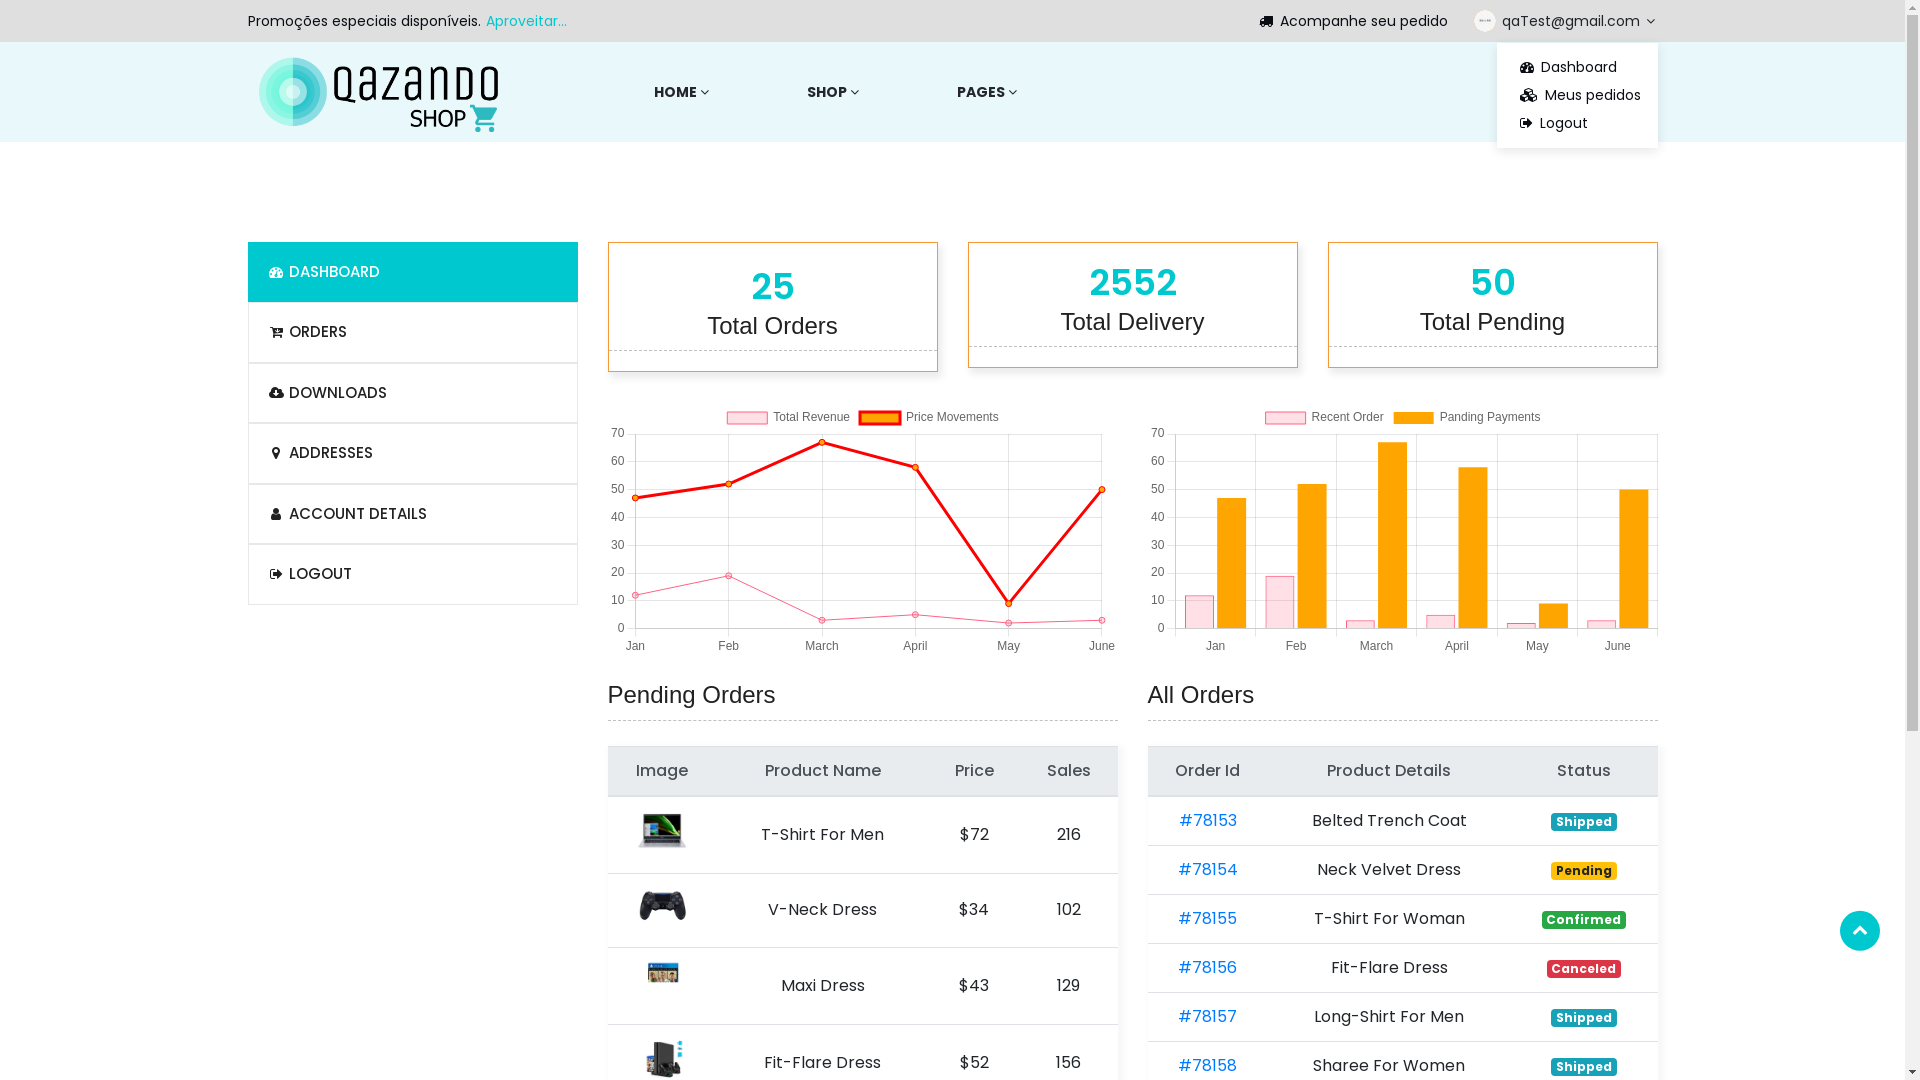 Promoções especiais disponíveis. Aproveitar...
Acompanhe seu pedido
qaTest@gmail.com
QAZANDO
SHOP
HOME
SHOP
PAGES
Dashboard
Meus pedidos
Logout
DASHBOARD
ORDERS
DOWNLOADS
ADDRESSES
ACCOUNT DETAILS
LOGOUT
25
Total Orders
2552
Total Delivery
50
Total Pending
Total Revenue Price Movements
70
60
50
40
30
20
10
0
Jan Feb March April May June
Recent Order Panding Payments
70
60
50
40
30
20
10
0
Jan Feb March April May June
Pending Orders
Image Product Name Price Sales
T-Shirt For Men $72 216
V-Neck Dress $34 102
Maxi Dress $43 129
Fit-Flare Dress $52 156
All Orders
Order Id Product Details Status
#78153 Belted Trench Coat Shipped
#78154 Neck Velvet Dress Pending
#78155 T-Shirt For Woman Confirmed
#78156 Fit-Flare Dress Canceled
#78157 Long-Shirt For Men Shipped
#78158 Sharee For Women Shipped